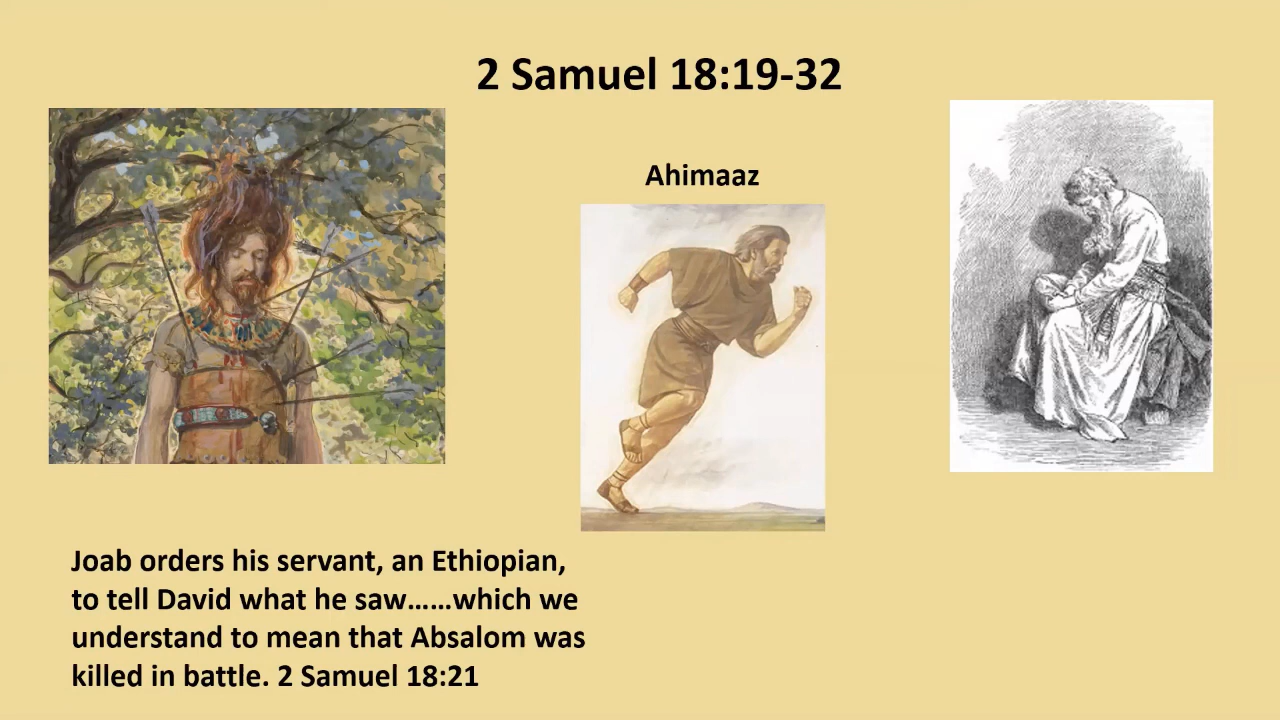 2 Samuel 18:19-32
Ahimaaz
Joab orders his servant, an Ethiopian,
to tell David what he saw……which we
understand to mean that Absalom was
killed in battle. 2 Samuel 18:21